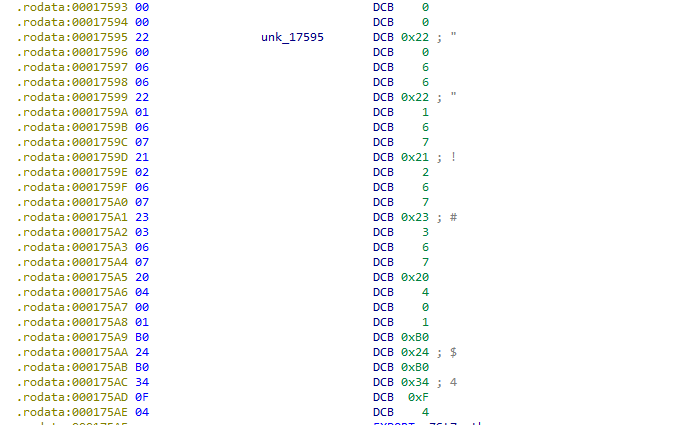 .rodata:00017593 00 DCB 0
.rodata:00017594 00 DCB 0
.rodata:00017595 22 unk_17595 DCB 0x22 ; "
.rodata:00017596 00 DCB 0
.rodata:00017597 06 DCB 6
.rodata:00017598 06 DCB 6
.rodata:00017599 22 DCB 0x22 ; "
.rodata:0001759A 01 DCB 1
.rodata:0001759B 06 DCB 6
.rodata:0001759C 07 DCB 7
.rodata:0001759D 21 DCB 0x21 ; !
.rodata:0001759E 02 DCB 2
.rodata:0001759F 06 DCB 6
.rodata:000175A0 07 DCB 7
.rodata:000175A1 23 DCB 0x23 ; #
.rodata:000175A2 03 DCB 3
.rodata:000175A3 06 DCB 6
.rodata:000175A4 07 DCB 7
.rodata:000175A5 20 DCB 0x20
.rodata:000175A6 04 DCB 4
.rodata:000175A7 00 DCB 0
.rodata:000175A8 01 DCB 1
.rodata:000175A9 B0 DCB 0xB0
.rodata:000175AA 24 DCB 0x24 ; $
.rodata:000175AB B0 DCB 0xB0
.rodata:000175AC 34 DCB 0x34 ; 4
.rodata:000175AD 0F DCB 0xF
.rodata:000175AE 04 DCB 4